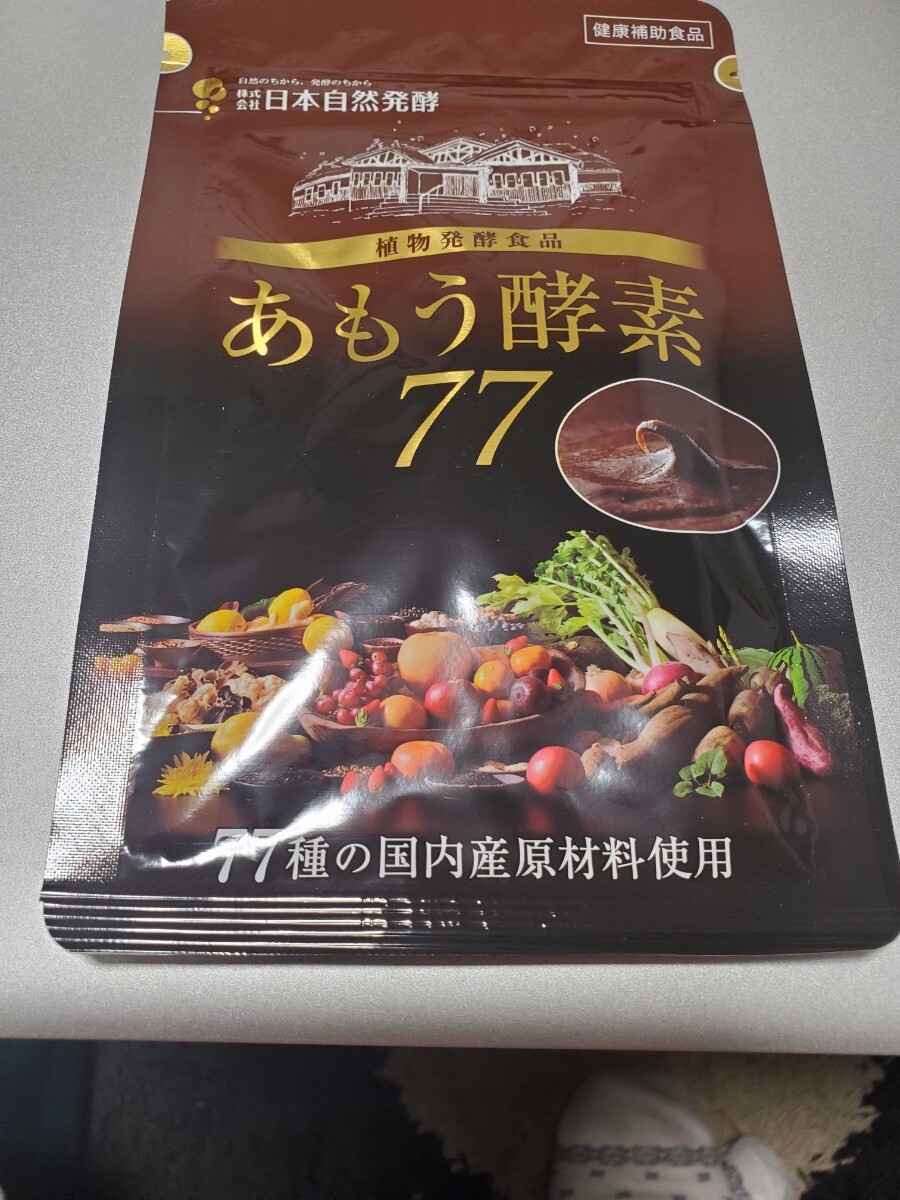 健康補助食品
自然のちから、発酵のちから
株式会社 日本自然発酵
植物発酵食品
あもう酵素
77
77種の国内産原材料使用